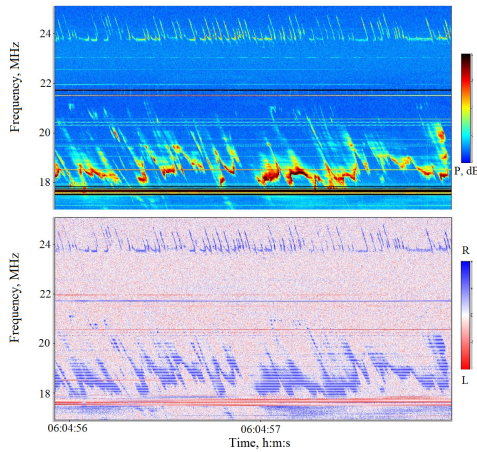 24
22
20
18
Frequency, MHz
P, dB
24
22
20
18
Frequency, MHz
R
L
06:04:56
06:04:57
Time, h:m:s